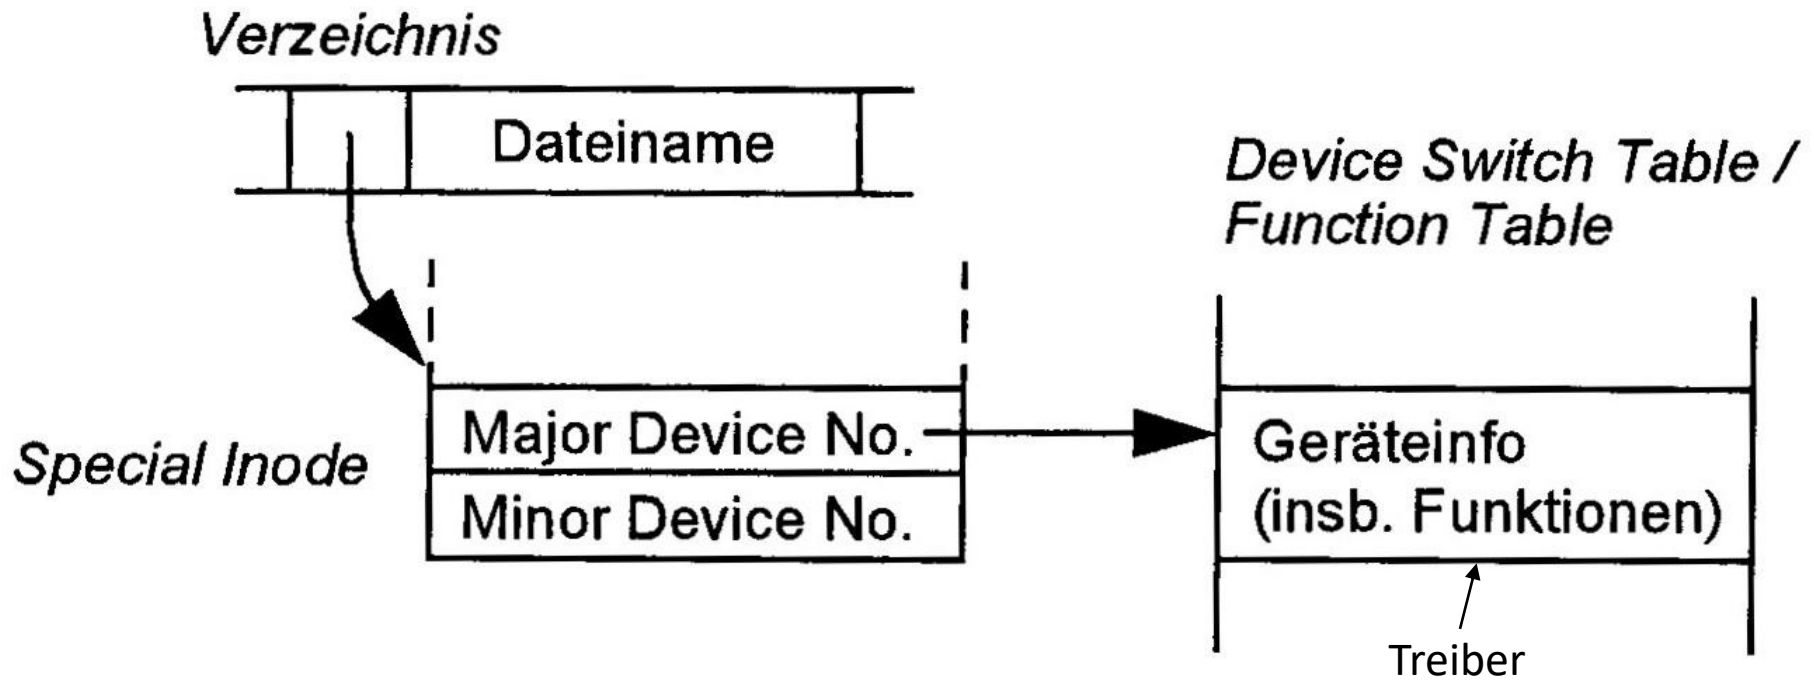 Verzeichnis
Dateiname
Device Switch Table /
Function Table
Special Inode
Major Device No.
Minor Device No.
Geräteinfo
(insb. Funktionen)
Treiber